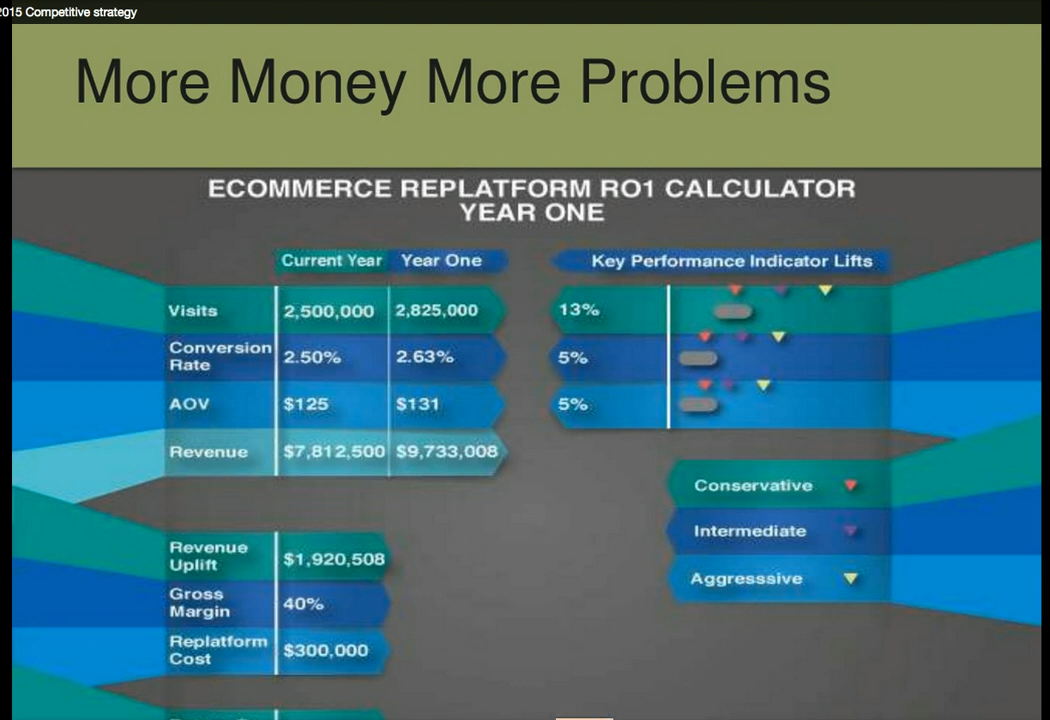 2015 Competitive strategy
More Money More Problems
ECOMMERCE REPLATFORM RO1 CALCULATOR
YEAR ONE
Current Year Year One
Key Performance Indicator Lifts
Visits 2,500,000 2,825,000 13%
Conversion
Rate 2.50% 2.63% 5%
AOV $125 $131 5%
Revenue $7,812,500 $9,733,008
Conservative
Intermediate
Aggresssive
Revenue
Uplift $1,920,508
Gross
Margin 40%
Replatform
Cost $300,000